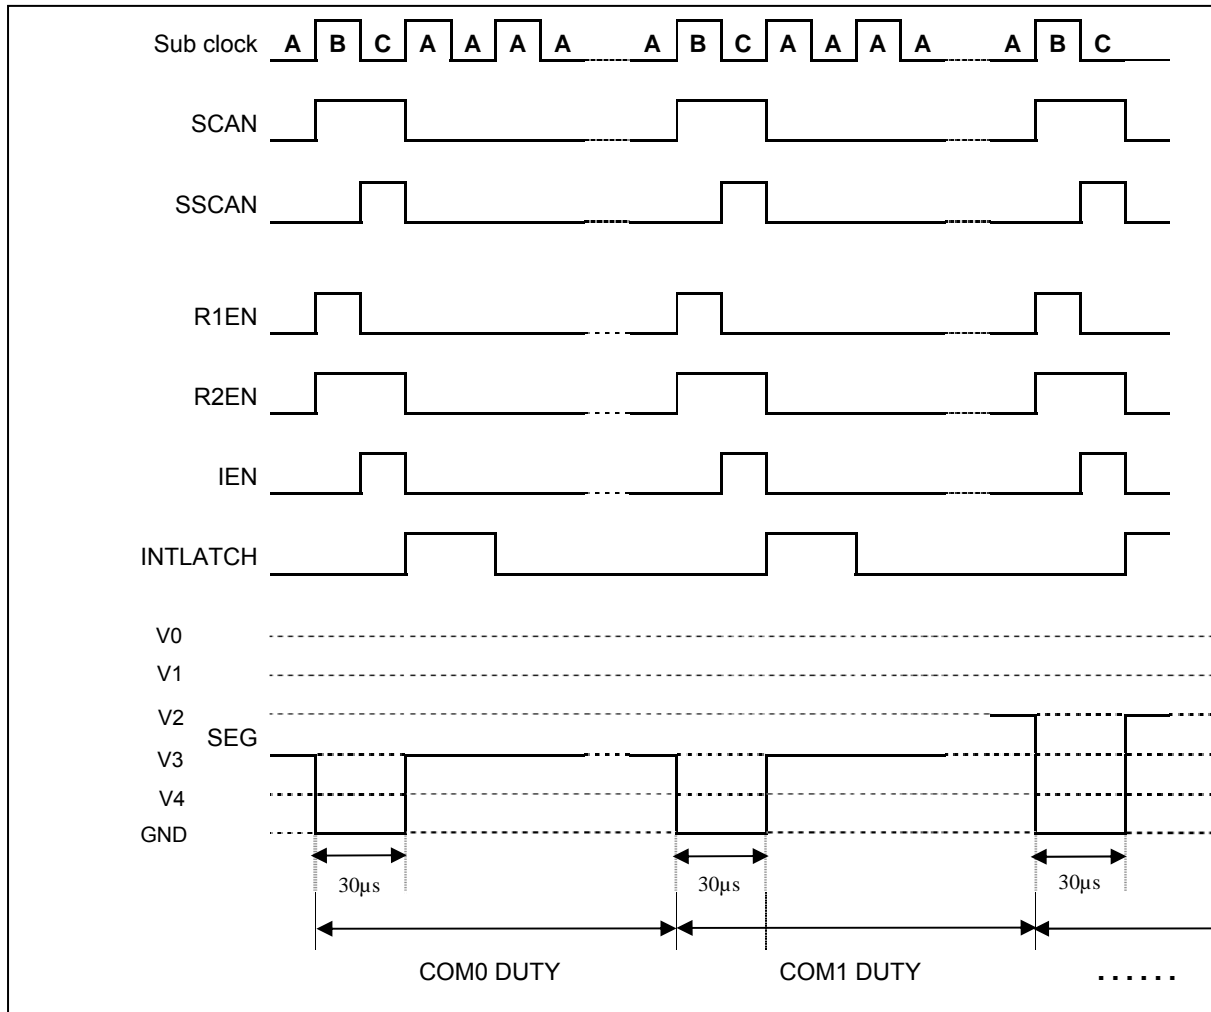 Sub clock A B C A A A A A B C A A A A A B C
SCAN
SSCAN
R1EN
R2EN
IEN
INTLATCH
V0
V1
V2
SEG
V3
V4
GND
30µs 30µs 30µs
COM0 DUTY COM1 DUTY ......